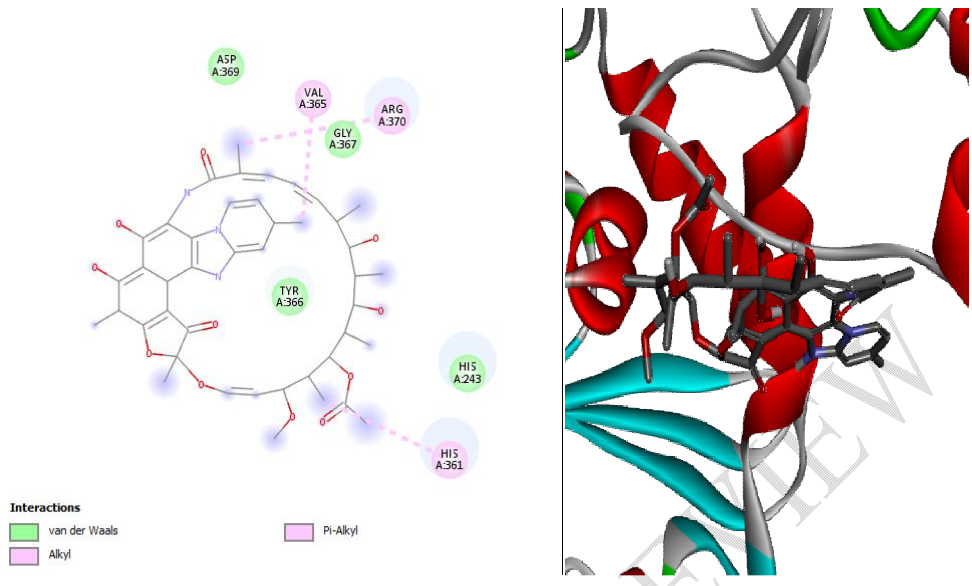 ASP
A:369
VAL
A:365
ARG
A:370
GLY
A:367
O
N
O
N
O
N
TYR
A:366
O
O
O
O
O
HIS
A:243
O
O
O
HIS
A:361
Interactions
van der Waals
Pi-Alkyl
Alkyl